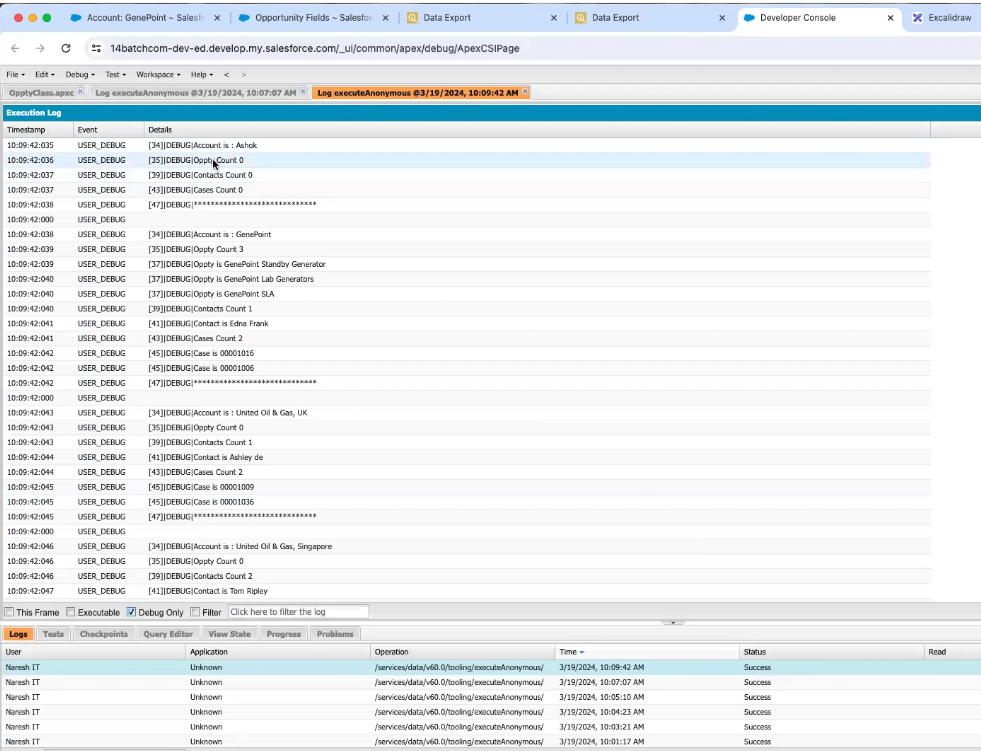 Account: GenePoint ~ Salesf
Opportunity Fields ~ Salesfor
Data Export
Data Export
Developer Console
Excalidraw
14batchcom-dev-ed.develop.my.salesforce.com/_ui/common/apex/debug/ApexCSIPage
File Edit Debug Test Workspace Help < >
OpptyClass.apxc Log executeAnonymous @3/19/2024, 10:07:07 AM Log executeAnonymous @3/19/2024, 10:09:42 AM
Execution Log
Timestamp Event Details
10:09:42:035 USER_DEBUG [34]|DEBUG|Account is : Ashok
10:09:42:036 USER_DEBUG [35]|DEBUG|Oppty Count 0
10:09:42:037 USER_DEBUG [39]|DEBUG|Contacts Count 0
10:09:42:037 USER_DEBUG [43]|DEBUG|Cases Count 0
10:09:42:038 USER_DEBUG [47]|DEBUG|****************************
10:09:42:000 USER_DEBUG
10:09:42:038 USER_DEBUG [34]|DEBUG|Account is : GenePoint
10:09:42:039 USER_DEBUG [35]|DEBUG|Oppty Count 3
10:09:42:039 USER_DEBUG [37]|DEBUG|Oppty is GenePoint Standby Generator
10:09:42:040 USER_DEBUG [37]|DEBUG|Oppty is GenePoint Lab Generators
10:09:42:040 USER_DEBUG [37]|DEBUG|Oppty is GenePoint SLA
10:09:42:040 USER_DEBUG [39]|DEBUG|Contacts Count 1
10:09:42:041 USER_DEBUG [41]|DEBUG|Contact is Edna Frank
10:09:42:041 USER_DEBUG [43]|DEBUG|Cases Count 2
10:09:42:042 USER_DEBUG [45]|DEBUG|Case is 00001016
10:09:42:042 USER_DEBUG [45]|DEBUG|Case is 00001006
10:09:42:042 USER_DEBUG [47]|DEBUG|****************************
10:09:42:000 USER_DEBUG
10:09:42:043 USER_DEBUG [34]|DEBUG|Account is : United Oil & Gas, UK
10:09:42:043 USER_DEBUG [35]|DEBUG|Oppty Count 0
10:09:42:043 USER_DEBUG [39]|DEBUG|Contacts Count 1
10:09:42:044 USER_DEBUG [41]|DEBUG|Contact is Ashley de
10:09:42:044 USER_DEBUG [43]|DEBUG|Cases Count 2
10:09:42:045 USER_DEBUG [45]|DEBUG|Case is 00001009
10:09:42:045 USER_DEBUG [45]|DEBUG|Case is 00001036
10:09:42:045 USER_DEBUG [47]|DEBUG|****************************
10:09:42:000 USER_DEBUG
10:09:42:046 USER_DEBUG [34]|DEBUG|Account is : United Oil & Gas, Singapore
10:09:42:046 USER_DEBUG [35]|DEBUG|Oppty Count 0
10:09:42:046 USER_DEBUG [39]|DEBUG|Contacts Count 2
10:09:42:047 USER_DEBUG [41]|DEBUG|Contact is Tom Ripley
This Frame Executable Debug Only Filter Click here to filter the log
Logs Tests Checkpoints Query Editor View State Progress Problems
User Application Operation Time Status Read
Naresh IT Unknown /services/data/v60.0/tooling/executeAnonymous/ 3/19/2024, 10:09:42 AM Success
Naresh IT Unknown /services/data/v60.0/tooling/executeAnonymous/ 3/19/2024, 10:07:07 AM Success
Naresh IT Unknown /services/data/v60.0/tooling/executeAnonymous/ 3/19/2024, 10:05:10 AM Success
Naresh IT Unknown /services/data/v60.0/tooling/executeAnonymous/ 3/19/2024, 10:04:23 AM Success
Naresh IT Unknown /services/data/v60.0/tooling/executeAnonymous/ 3/19/2024, 10:03:21 AM Success
Naresh IT Unknown /services/data/v60.0/tooling/executeAnonymous/ 3/19/2024, 10:01:17 AM Success